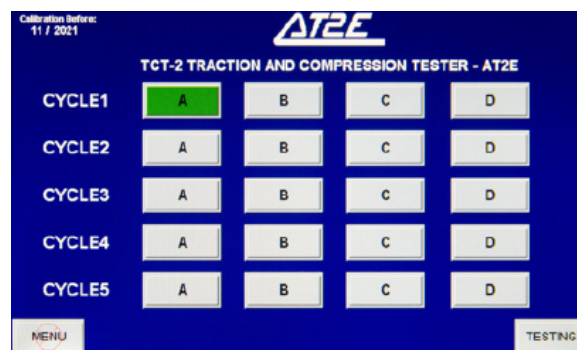 Calibration Before:
11 / 2021
AT2E
TCT-2 TRACTION AND COMPRESSION TESTER - AT2E
CYCLE1 A B C D
CYCLE2 A B C D
CYCLE3 A B C D
CYCLE4 A B C D
CYCLE5 A B C D
MENU TESTING